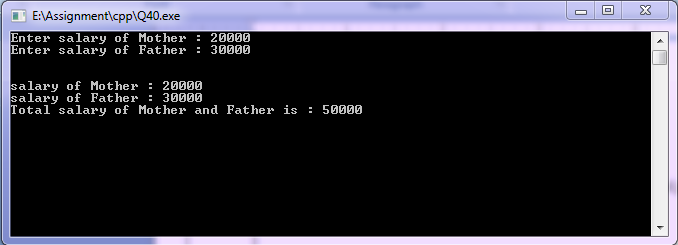 E:\Assignment\cpp\Q40.exe
Enter salary of Mother : 20000
Enter salary of Father : 30000
salary of Mother : 20000
salary of Father : 30000
Total salary of Mother and Father is : 50000